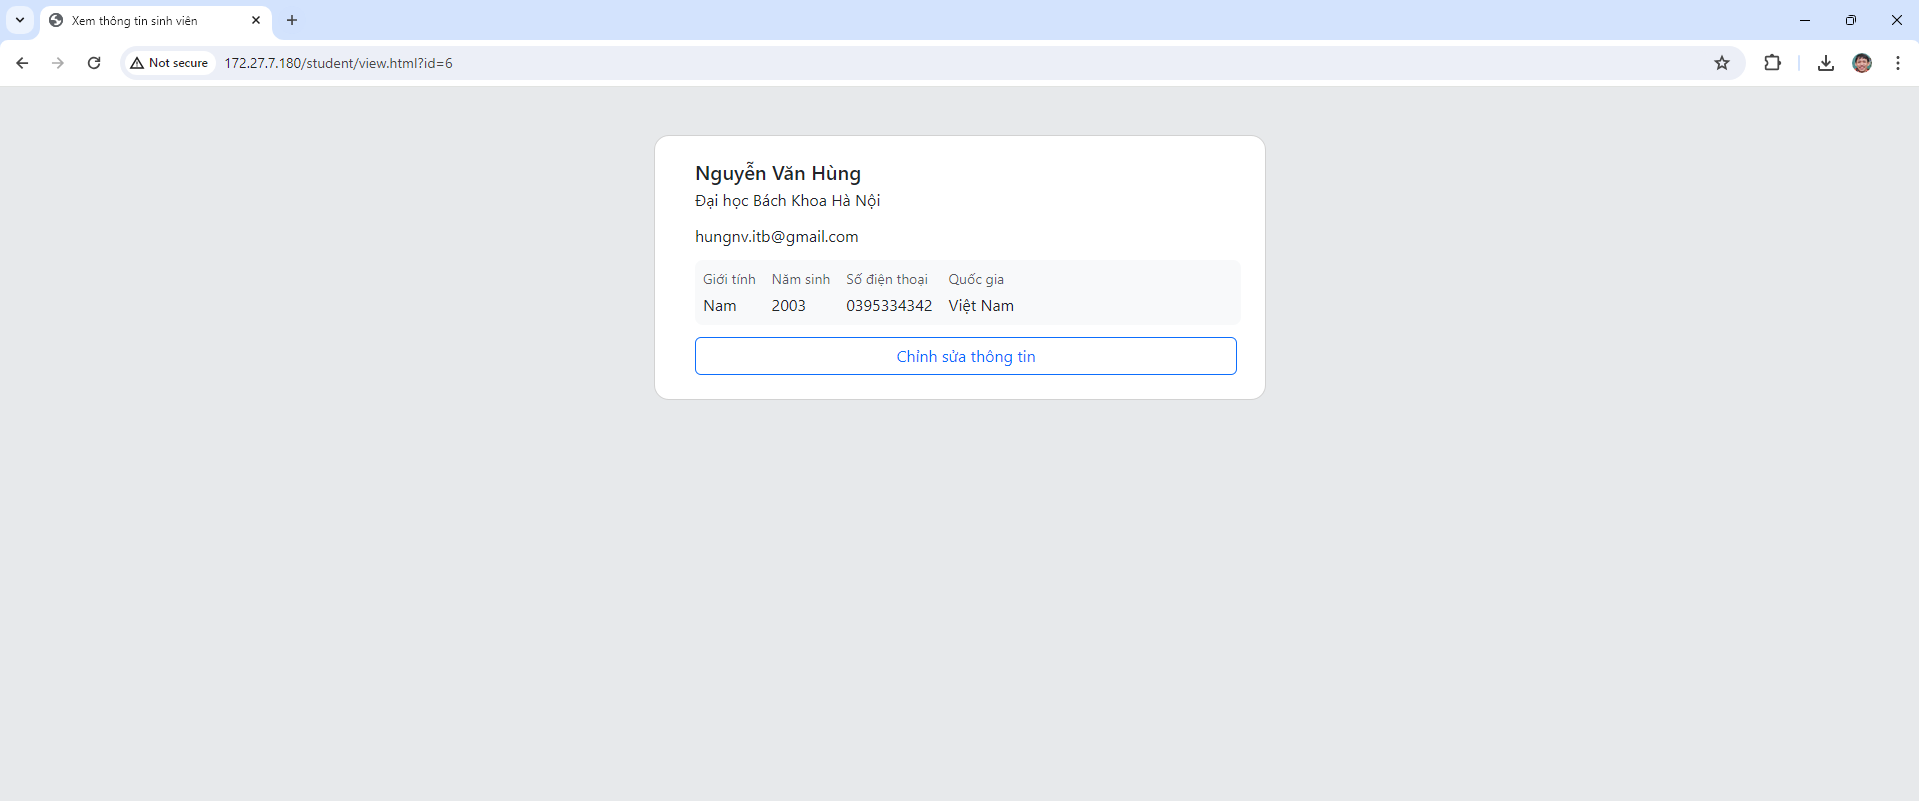 Xem thông tin sinh viên
Not secure
172.27.7.180/student/view.html?id=6
Nguyễn Văn Hùng
Đại học Bách Khoa Hà Nội
hungnv.itb@gmail.com
Giới tính Năm sinh Số điện thoại Quốc gia
Nam 2003 0395334342 Việt Nam
Chỉnh sửa thông tin